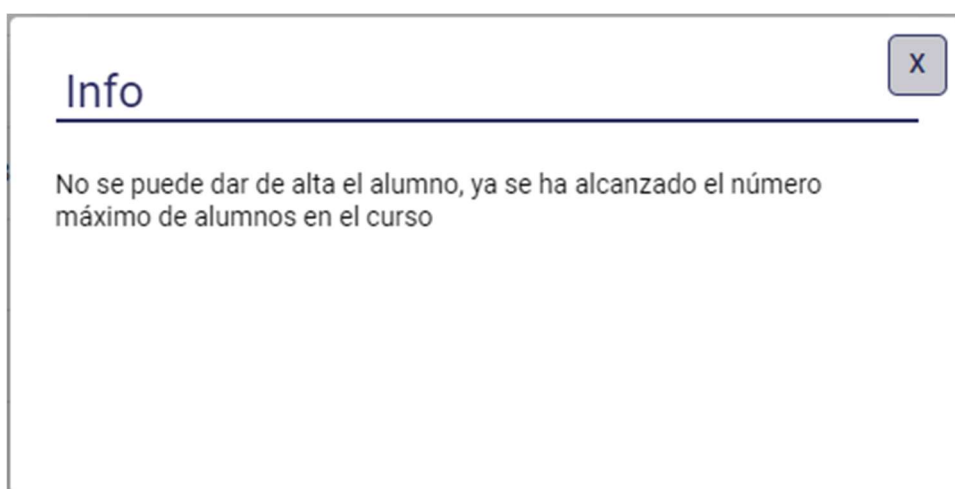 Info
X
No se puede dar de alta el alumno, ya se ha alcanzado el número
máximo de alumnos en el curso